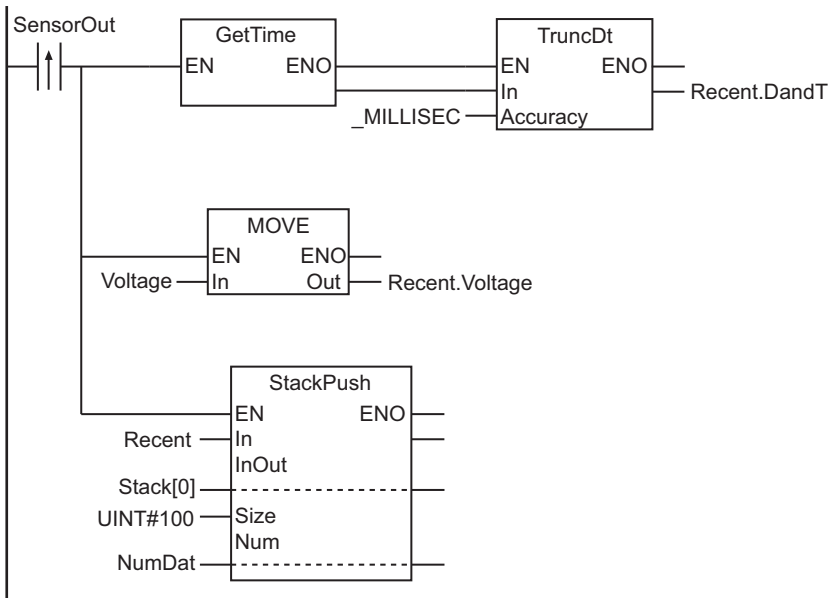 SensorOut
GetTime
EN ENO
TruncDt
EN ENO
In
Recent.DandT
_MILLISEC Accuracy
MOVE
EN ENO
Voltage In Out Recent.Voltage
StackPush
EN ENO
Recent In
InOut
Stack[0]
UINT#100 Size
Num
NumDat